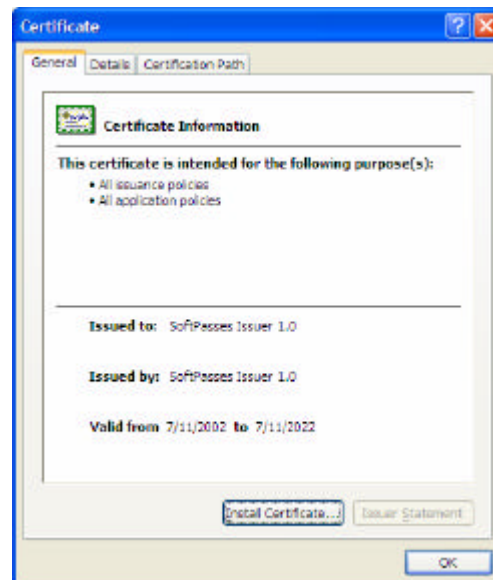 Certificate
General Details Certification Path
Certificate Information
This certificate is intended for the following purpose(s):
• All issuance policies
• All application policies
Issued to: SoftPasses Issuer 1.0
Issued by: SoftPasses Issuer 1.0
Valid from 7/11/2002 to 7/11/2022
Install Certificate... Issuer Statement
OK